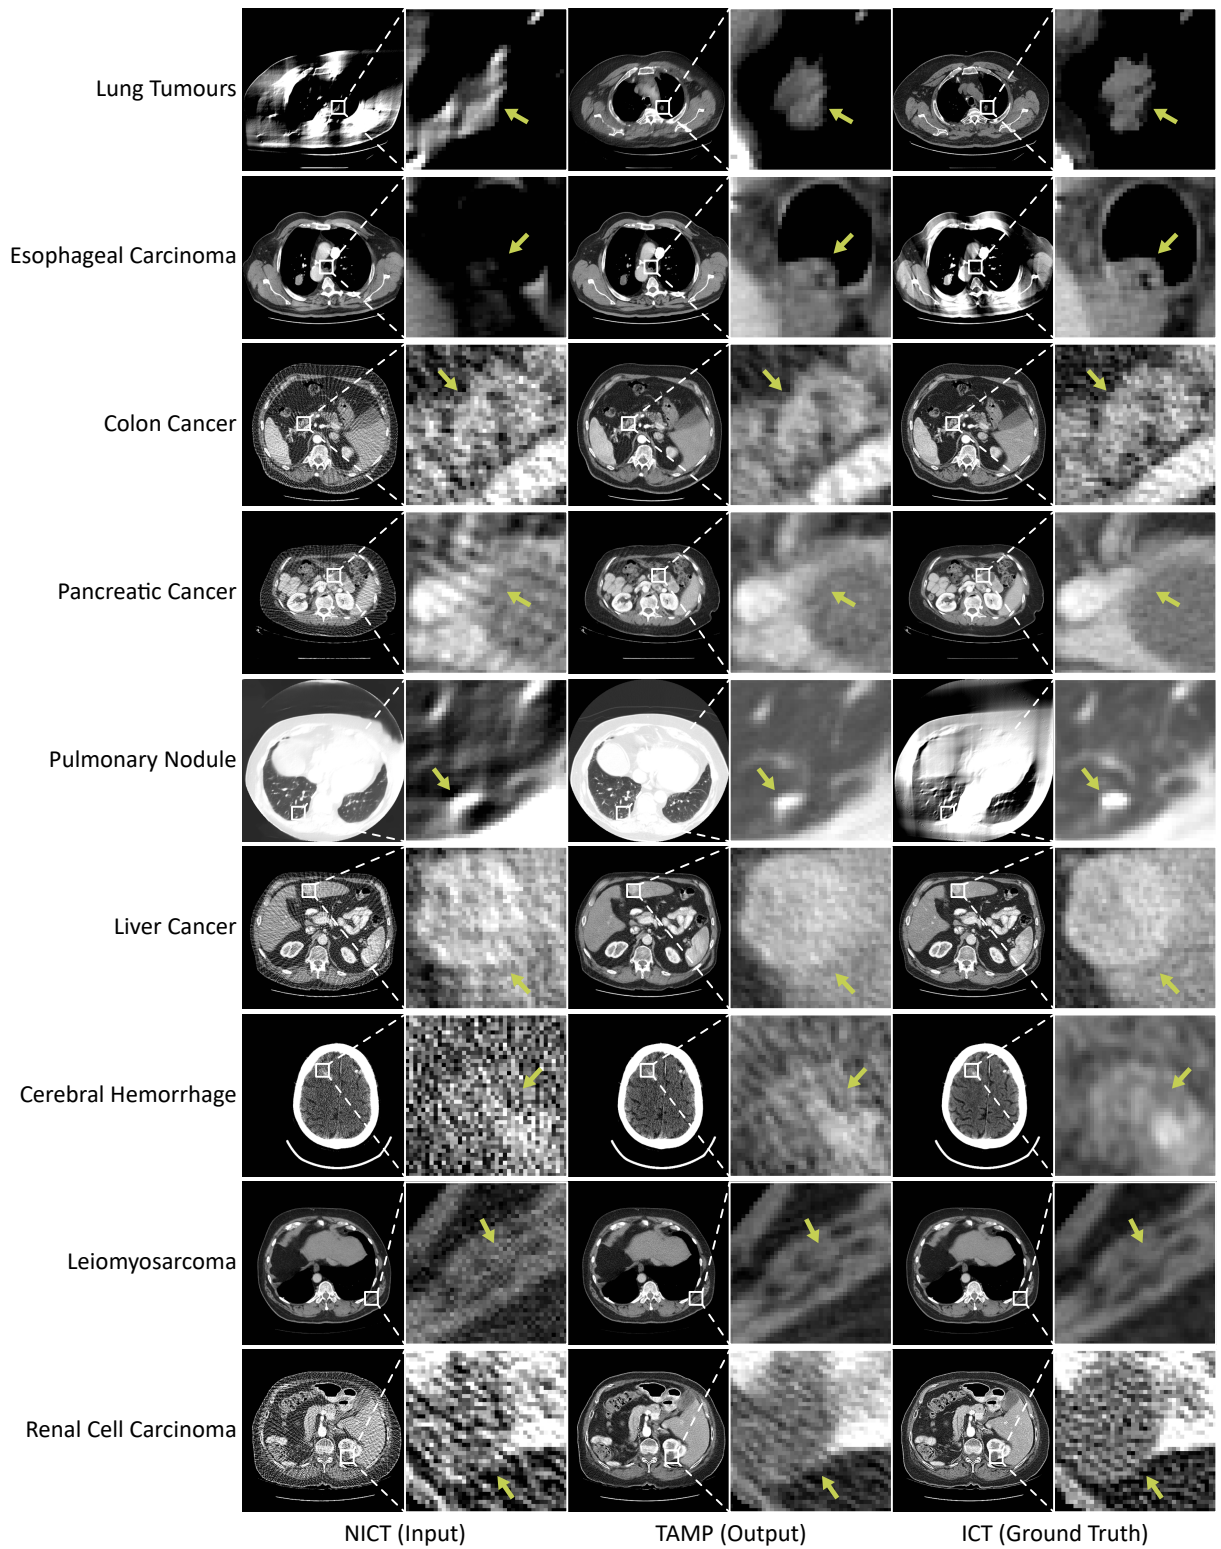 Lung Tumours
Esophageal Carcinoma
Colon Cancer
Pancreatic Cancer
Pulmonary Nodule
Liver Cancer
Cerebral Hemorrhage
Leiomyosarcoma
Renal Cell Carcinoma
NICT (Input) TAMP (Output) ICT (Ground Truth)